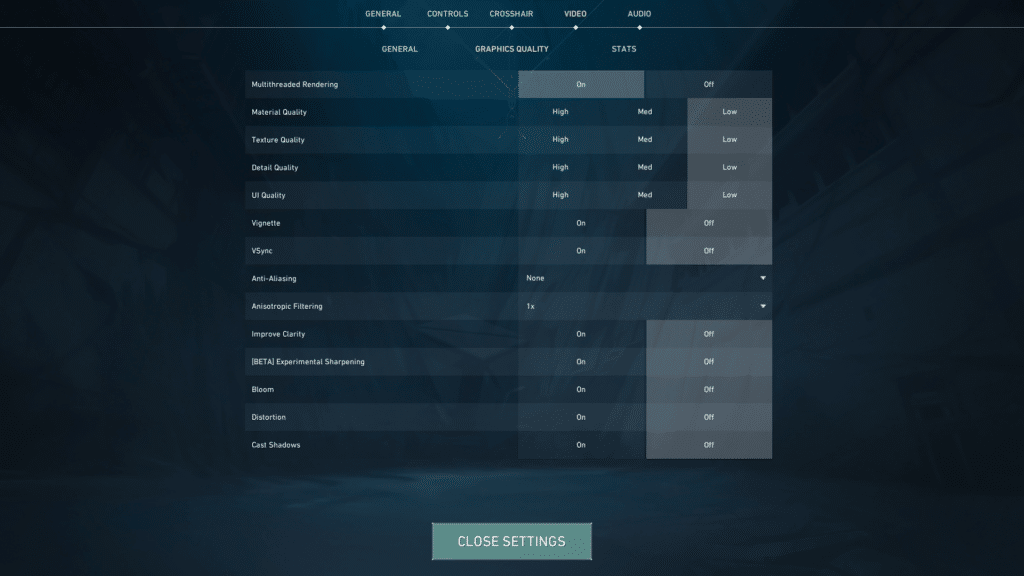 GENERAL CONTROLS CROSSHAIR VIDEO AUDIO
GENERAL GRAPHICS QUALITY STATS
Multithreaded Rendering On Off
Material Quality High Med Low
Texture Quality High Med Low
Detail Quality High Med Low
UI Quality High Med Low
Vignette On Off
VSync On Off
Anti-Aliasing None
Anisotropic Filtering 1x
Improve Clarity On Off
[BETA] Experimental Sharpening On Off
Bloom On Off
Distortion On Off
Cast Shadows On Off
CLOSE SETTINGS